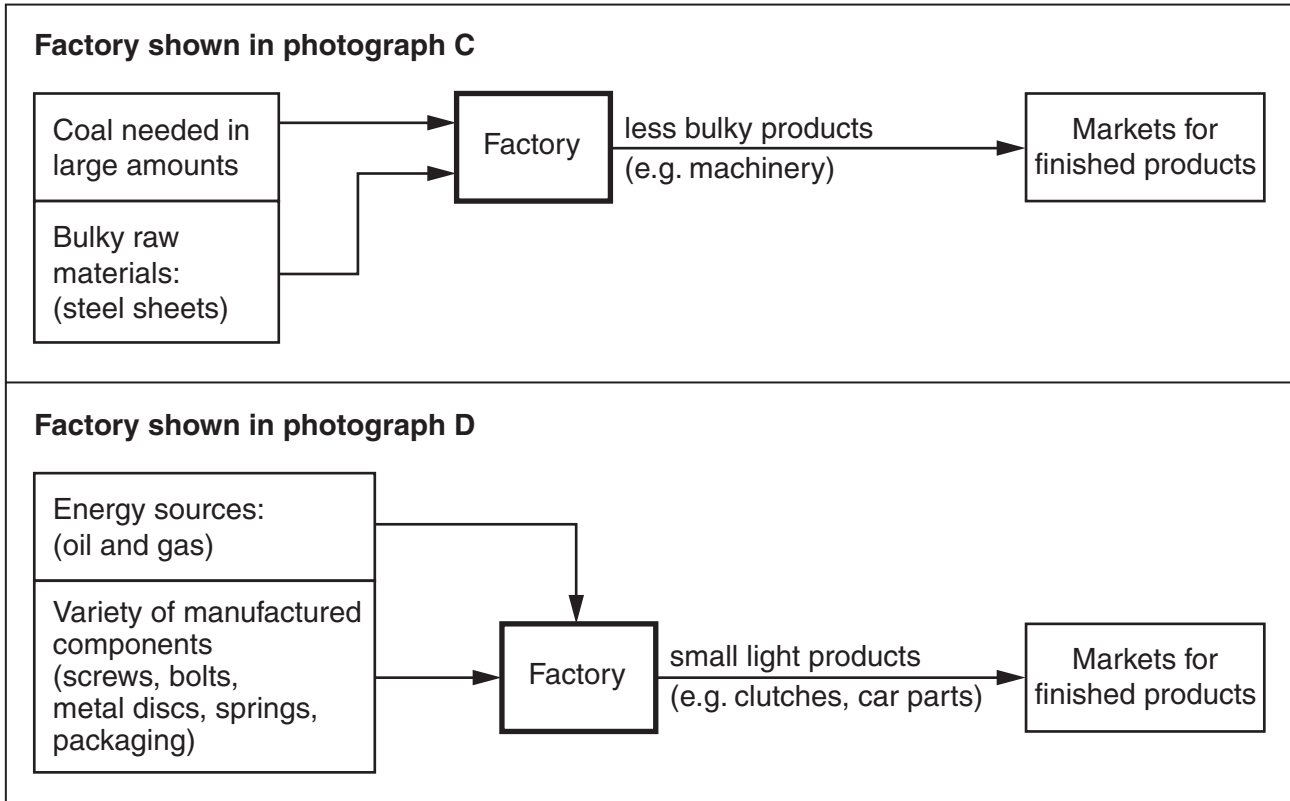 Factory shown in photograph C
Coal needed in
large amounts
Bulky raw
materials:
(steel sheets)
Factory
less bulky products
(e.g. machinery)
Markets for
finished products
Factory shown in photograph D
Energy sources:
(oil and gas)
Variety of manufactured
components
(screws, bolts,
metal discs, springs,
packaging)
Factory
small light products
(e.g. clutches, car parts)
Markets for
finished products